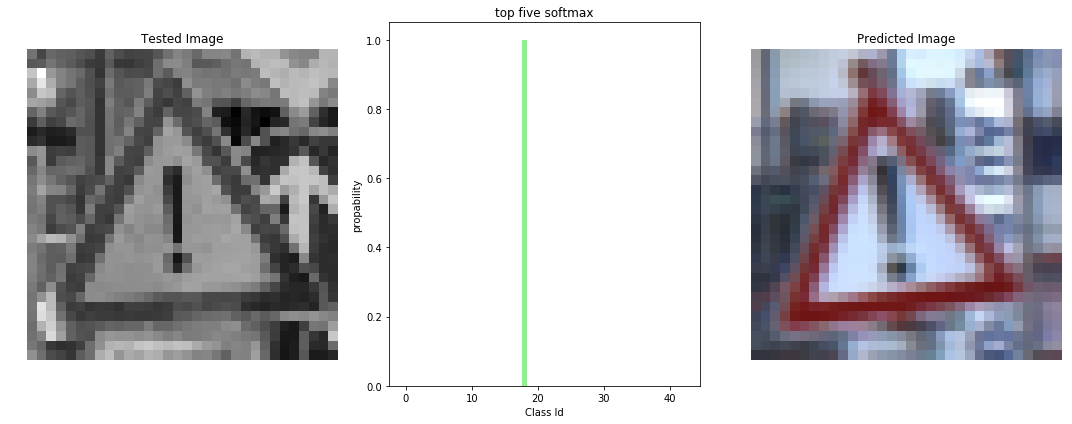 Tested Image
top five softmax
Predicted Image
1.0
0.8
0.6
0.4
0.2
0.0
propability
0 10 20 30 40
Class Id